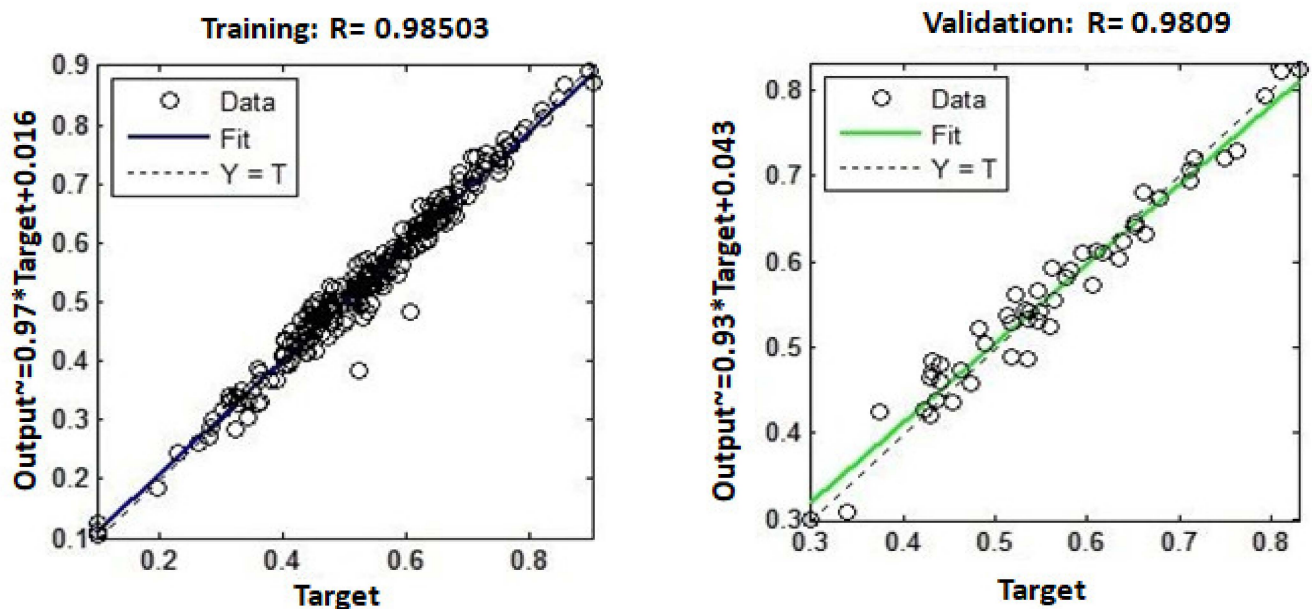 Training: R= 0.98503
Output~=0.97*Target+0.016
0.9
0.8
0.7
0.6
0.5
0.4
0.3
0.2
0.1
Data
Fit
Y = T
0.2
0.4
0.6
0.8
Target
Validation: R= 0.9809
Output~=0.93*Target+0.043
0.8
0.7
0.6
0.5
0.4
0.3
Data
Fit
Y = T
0.3
0.4
0.5
0.6
0.7
0.8
Target